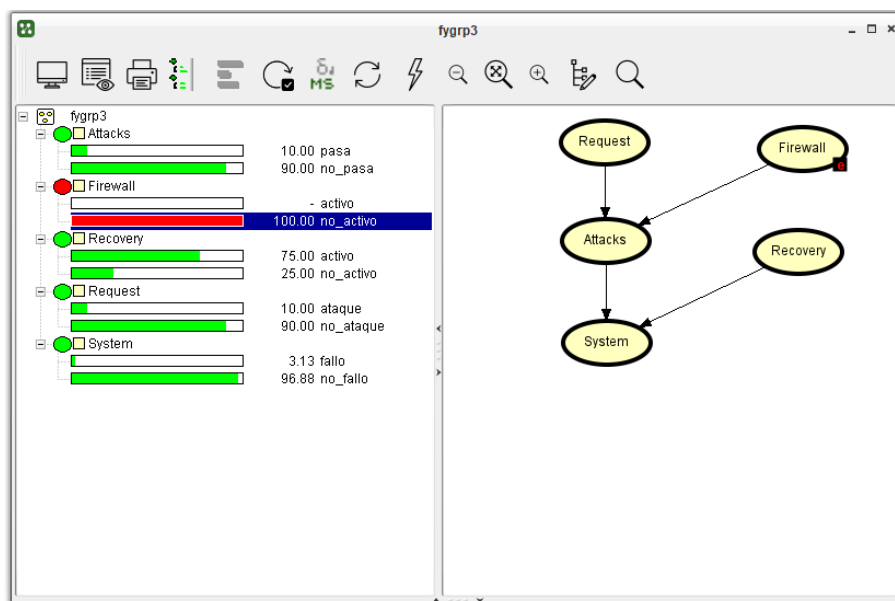 fygrp3
δ
MS
fygrp3
Attacks
10.00 pasa
90.00 no_pasa
Firewall
- activo
100.00 no_activo
Recovery
75.00 activo
25.00 no_activo
Request
10.00 ataque
90.00 no_ataque
System
3.13 fallo
96.88 no_fallo
Request
Firewall
e
Attacks
Recovery
System